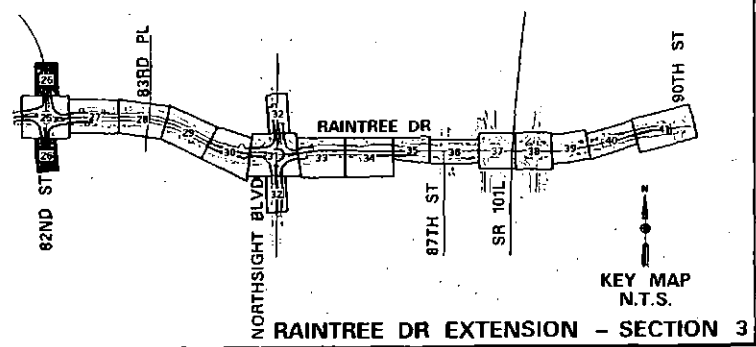 83RD PL
90TH ST
26
32
25
27
28
29
RAINTREE DR
30
31
33
34
35
36
37
38
39
40
41
26
32
82ND ST
NORTHSIGHT BLVD
87TH ST
SR 101L
N
KEY MAP
N.T.S.
RAINTREE DR EXTENSION - SECTION 3